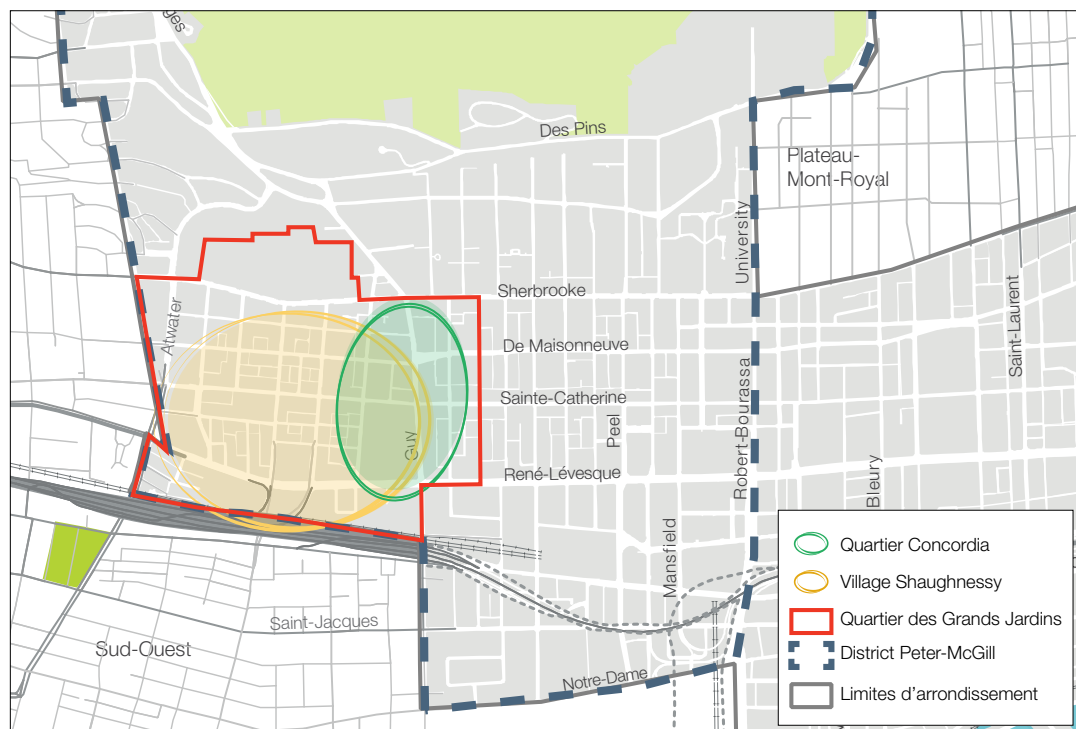 ges
Des Pins
Plateau-
Mont-Royal
University
Sherbrooke
Atwater
De Maisonneuve
Saint-Laurent
Sainte-Catherine
Guy
Peel
Robert-Bourassa
René-Lévesque
Bleury
Mansfield
Saint-Jacques
Sud-Ouest
Notre-Dame
Quartier Concordia
Village Shaughnessy
Quartier des Grands Jardins
District Peter-McGill
Limites d'arrondissement